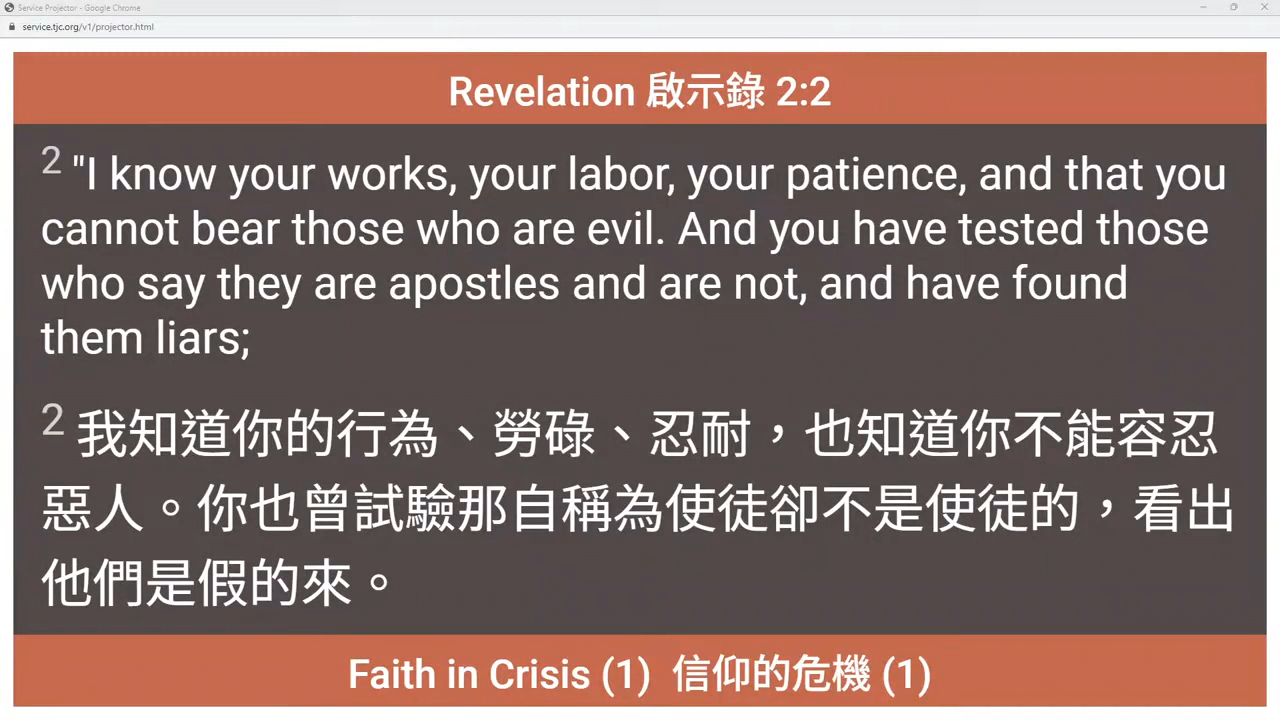 Service Projector - Google Chrome
service.tjc.org/v1/projector.html
Revelation 啟示錄 2:2
2 "I know your works, your labor, your patience, and that you
cannot bear those who are evil. And you have tested those
who say they are apostles and are not, and have found
them liars;
2 我知道你的行為、勞碌、忍耐，也知道你不能容忍
惡人。你也曾試驗那自稱為使徒卻不是使徒的，看出
他們是假的來。
Faith in Crisis (1) 信仰的危機 (1)